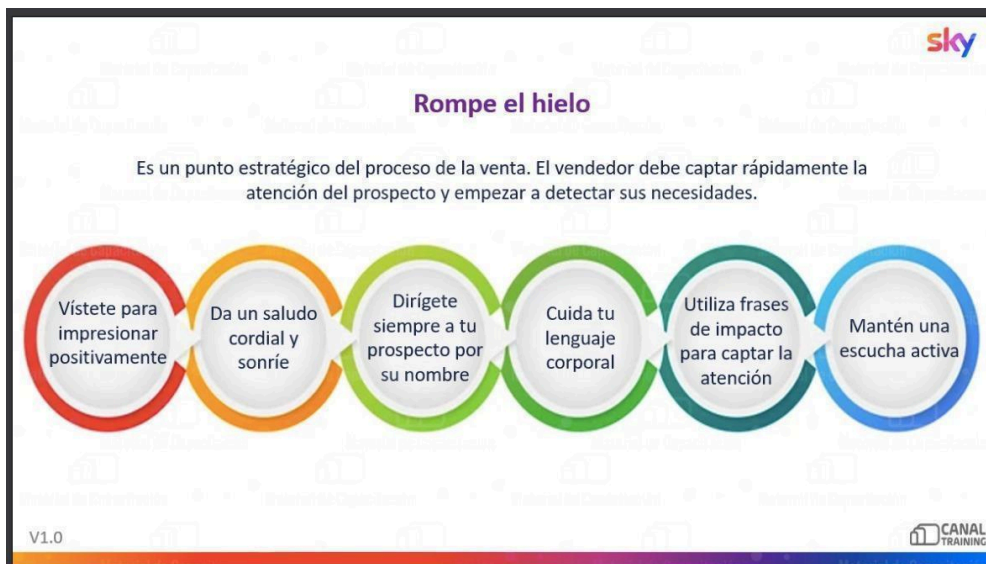 sky
Rompe el hielo
Es un punto estratégico del proceso de la venta. El vendedor debe captar rápidamente la
atención del prospecto y empezar a detectar sus necesidades.
Vístete para
impresionar
positivamente
Da un saludo
cordial y
sonríe
Dirígete
siempre a tu
prospecto por
su nombre
Cuida tu
lenguaje
corporal
Utiliza frases
de impacto
para captar la
atención
Mantén una
escucha activa
V1.0
CANAL
TRAINING